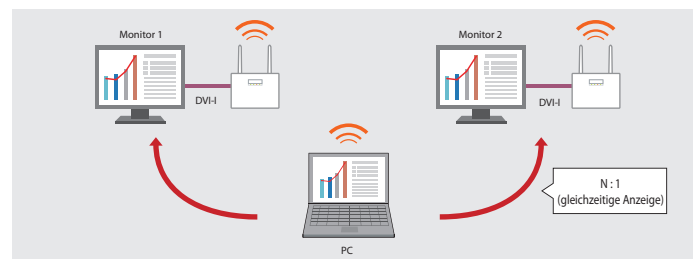 Monitor 1
Monitor 2
DVI-I
DVI-I
N : 1
(gleichzeitige Anzeige)
PC